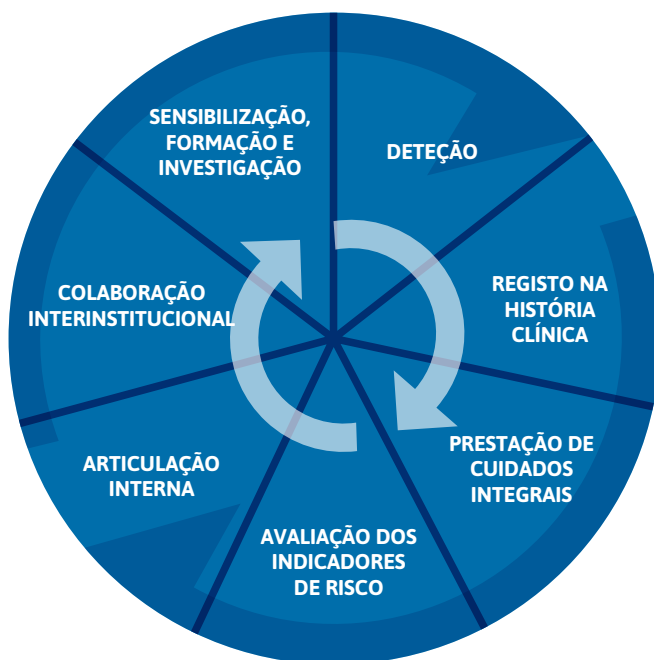 SENSIBILIZAÇÃO,
FORMAÇÃO E
INVESTIGAÇÃO
DETEÇÃO
REGISTO NA
HISTÓRIA
CLÍNICA
PRESTAÇÃO DE
CUIDADOS
INTEGRAIS
AVALIAÇÃO DOS
INDICADORES
DE RISCO
ARTICULAÇÃO
INTERNA
COLABORAÇÃO
INTERINSTITUCIONAL